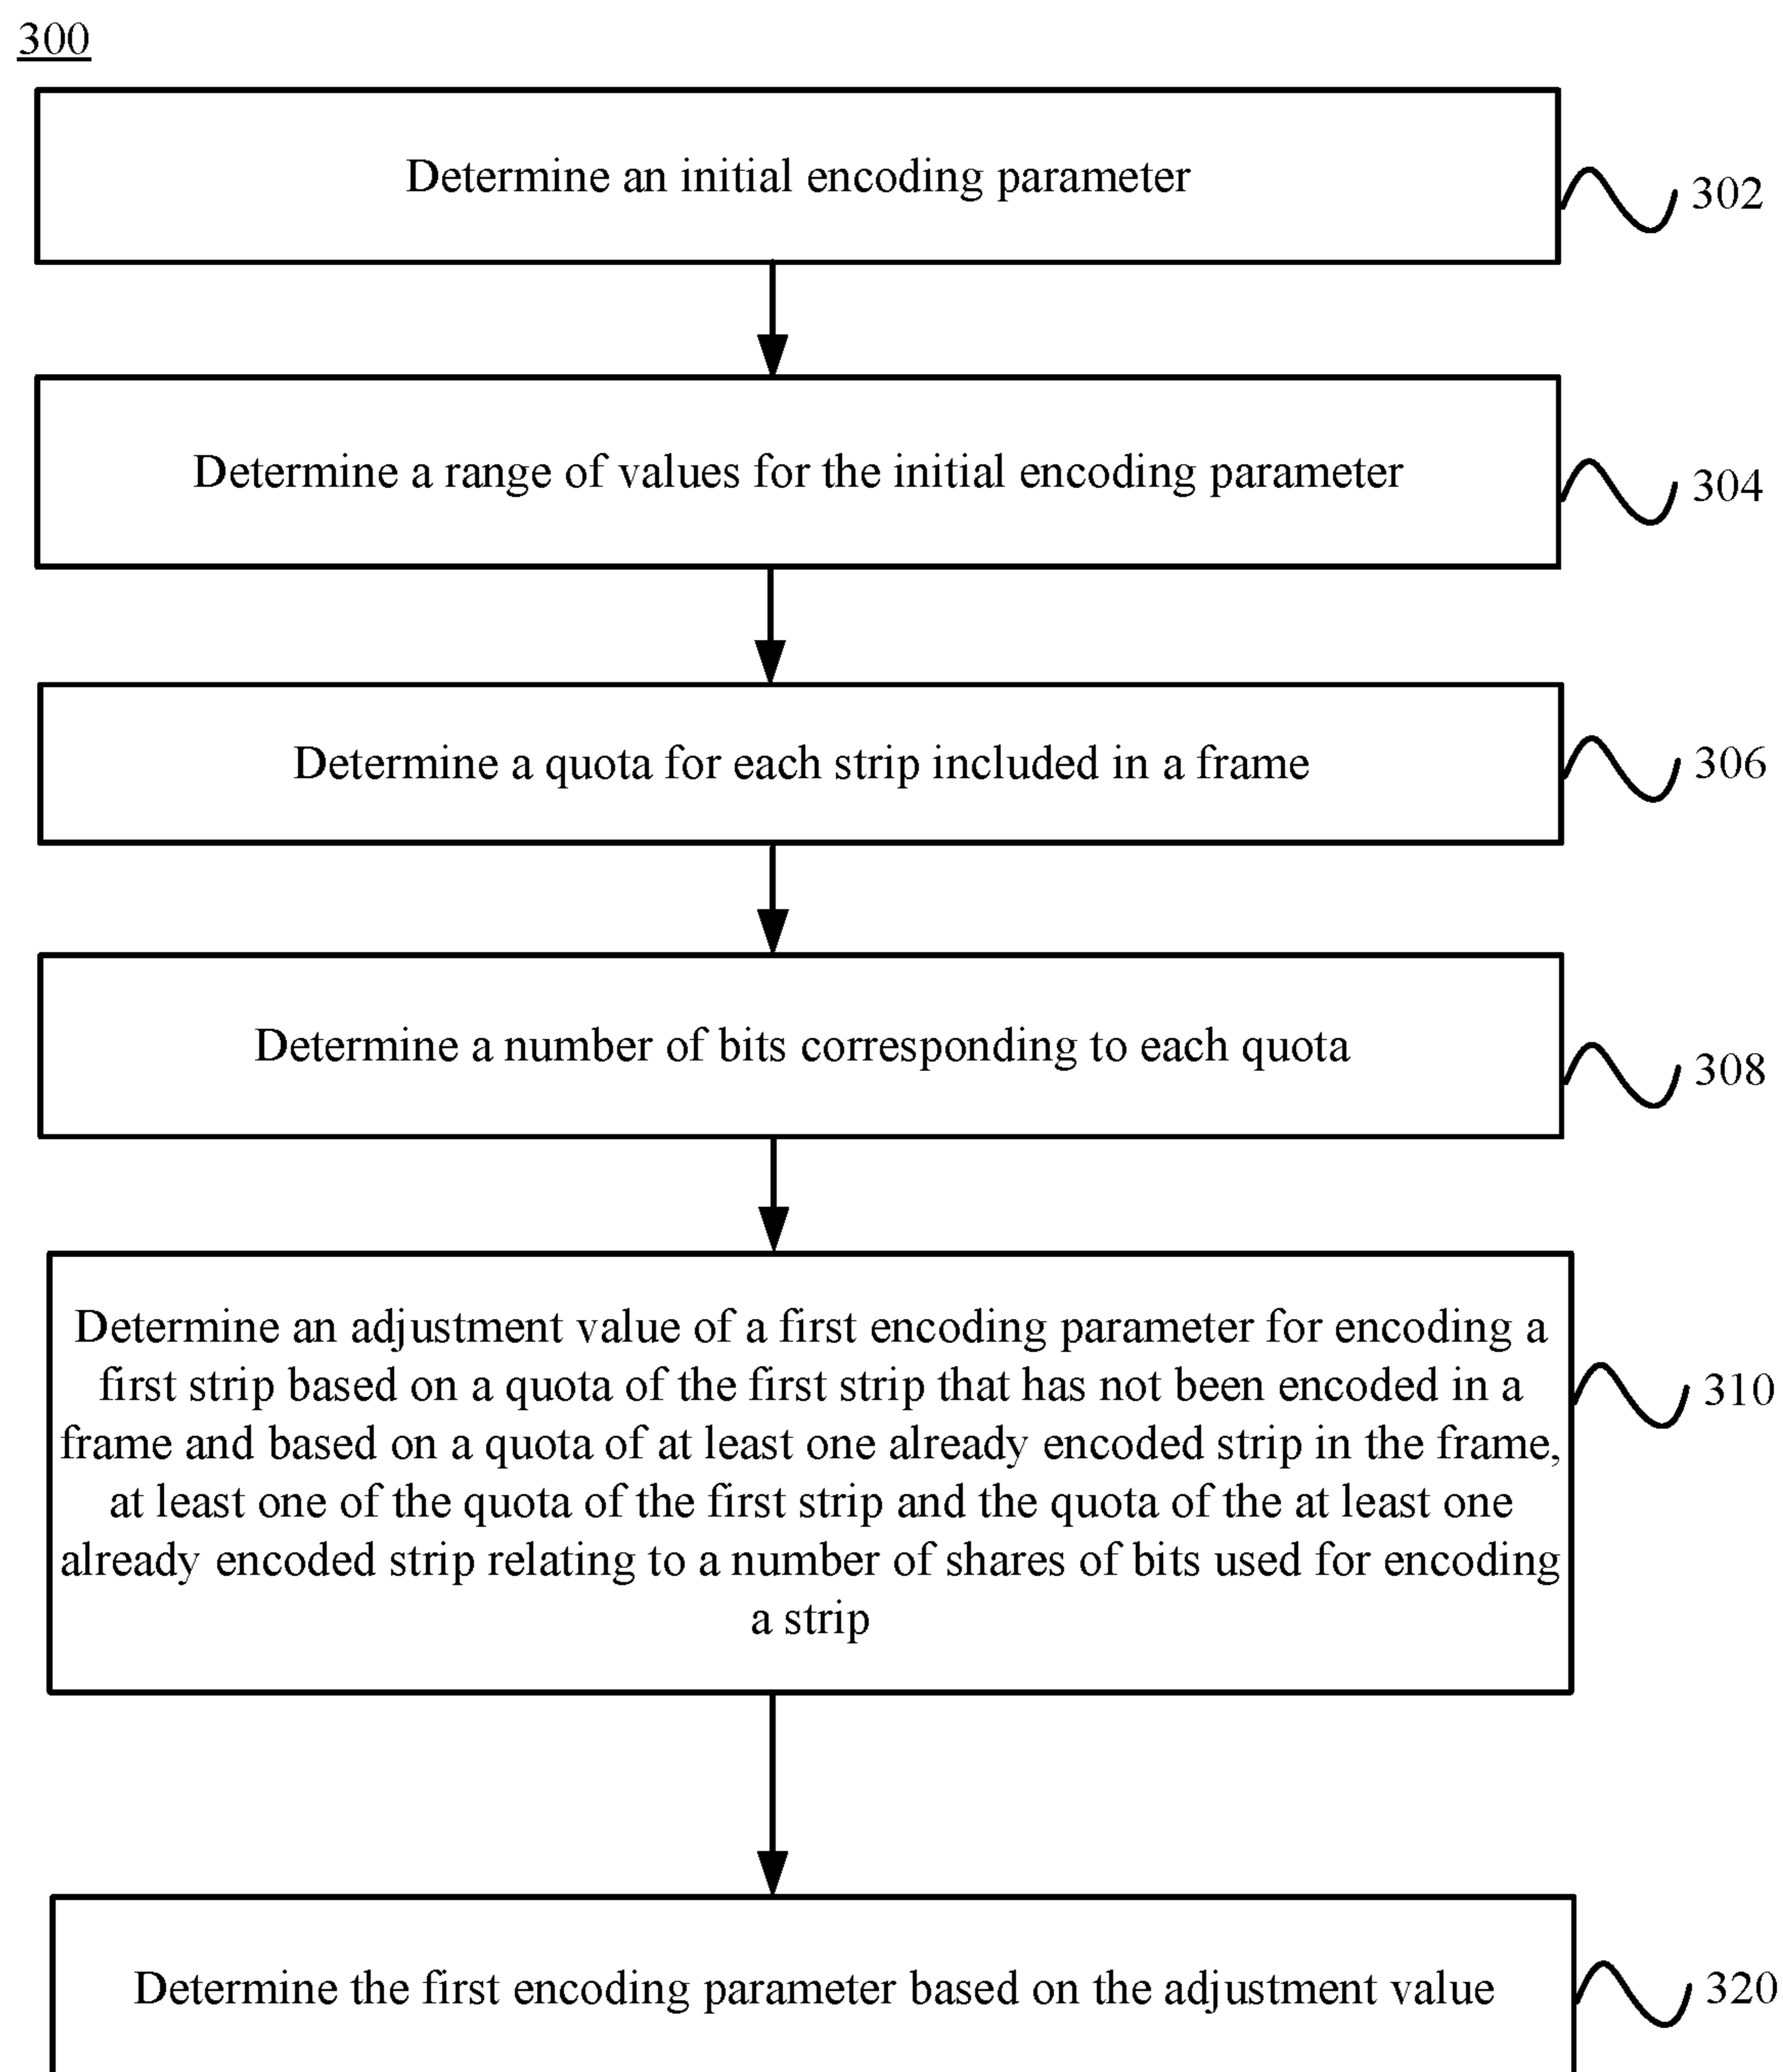 300
Determine an initial encoding parameter
302
Determine a range of values for the initial encoding parameter
304
Determine a quota for each strip included in a frame
306
Determine a number of bits corresponding to each quota
308
Determine an adjustment value of a first encoding parameter for encoding a
first strip based on a quota of the first strip that has not been encoded in a
frame and based on a quota of at least one already encoded strip in the frame,
at least one of the quota of the first strip and the quota of the at least one
already encoded strip relating to a number of shares of bits used for encoding
a strip
310
Determine the first encoding parameter based on the adjustment value
320